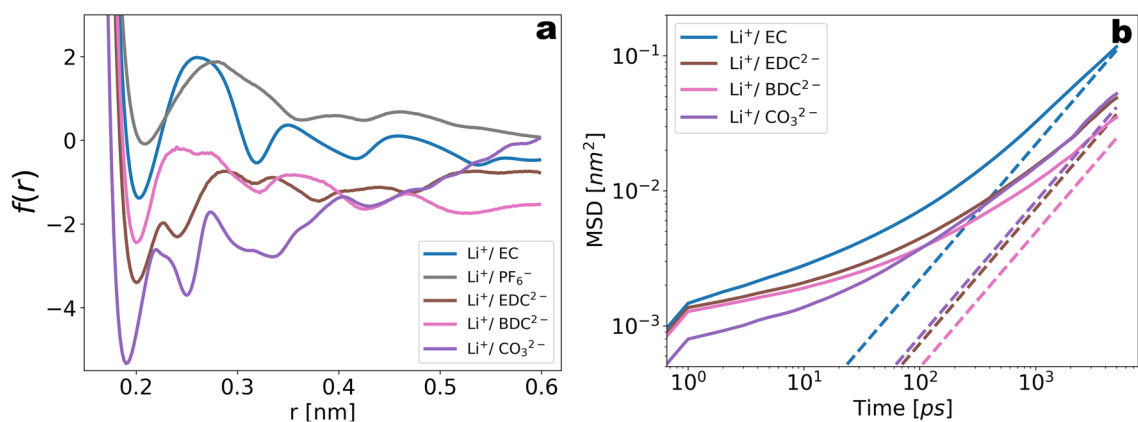 a
2
0
−2
−4
f(r)
Li⁺/ EC
Li⁺/ PF₆⁻
Li⁺/ EDC²⁻
Li⁺/ BDC²⁻
Li⁺/ CO₃²⁻
0.2 0.3 0.4 0.5 0.6
r [nm]
b
Li⁺/ EC
Li⁺/ EDC²⁻
Li⁺/ BDC²⁻
Li⁺/ CO₃²⁻
10⁻¹
10⁻²
10⁻³
MSD [nm²]
10⁰ 10¹ 10² 10³
Time [ps]